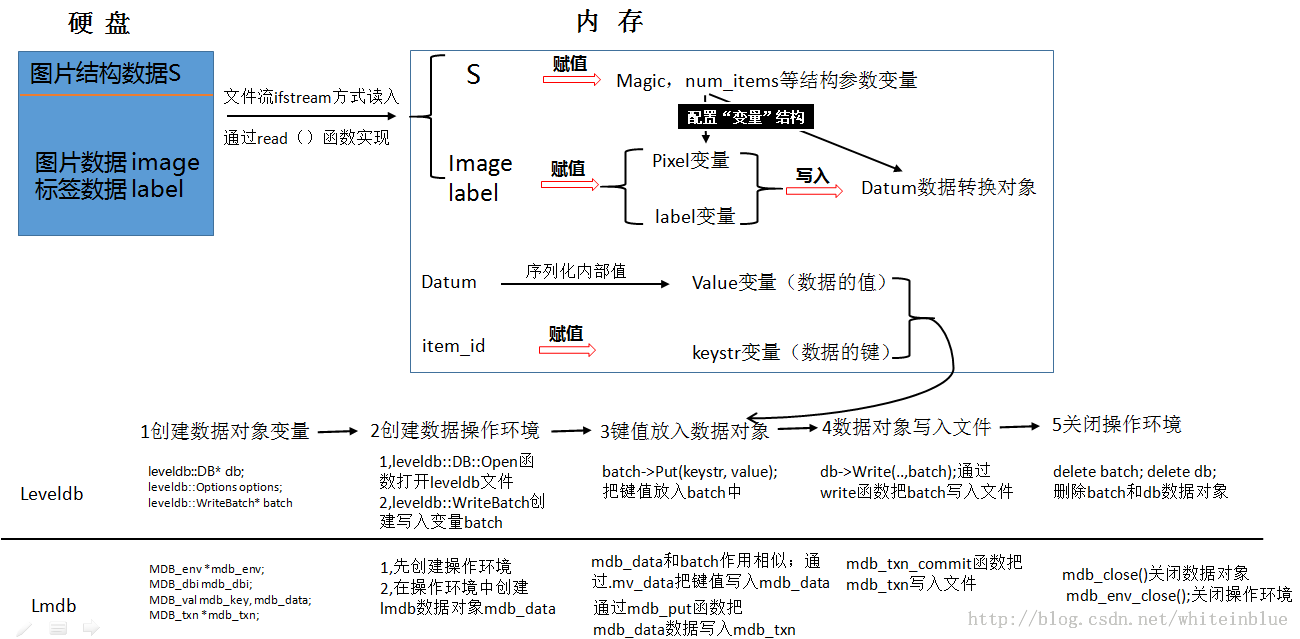 硬 盘
内 存
图片结构数据S
图片数据 image
标签数据 label
文件流ifstream方式读入
通过read（）函数实现
S
赋值
Magic，num_items等结构参数变量
配置“变量”结构
Image
label
赋值
Pixel变量
label变量
写入
Datum数据转换对象
Datum
序列化内部值
Value变量（数据的值）
item_id
赋值
keystr变量（数据的键）
1创建数据对象变量
2创建数据操作环境
3键值放入数据对象
4数据对象写入文件
5关闭操作环境
Leveldb
leveldb::DB* db;
leveldb::Options options;
leveldb::WriteBatch* batch
1,leveldb::DB::Open函
数打开leveldb文件
2,leveldb::WriteBatch创
建写入变量batch
batch->Put(keystr, value);
把键值放入batch中
db->Write(..,batch);通过
write函数把batch写入文件
delete batch; delete db;
删除batch和db数据对象
Lmdb
MDB_env *mdb_env;
MDB_dbi mdb_dbi;
MDB_val mdb_key, mdb_data;
MDB_txn *mdb_txn;
1,先创建操作环境
2,在操作环境中创建
lmdb数据对象mdb_data
mdb_data和batch作用相似；通
过.mv_data把键值写入mdb_data
通过mdb_put函数把
mdb_data数据写入mdb_txn
mdb_txn_commit函数把
mdb_txn写入文件
mdb_close()关闭数据对象
mdb_env_close();关闭操作环境
http://blog.csdn.net/whiteinblue